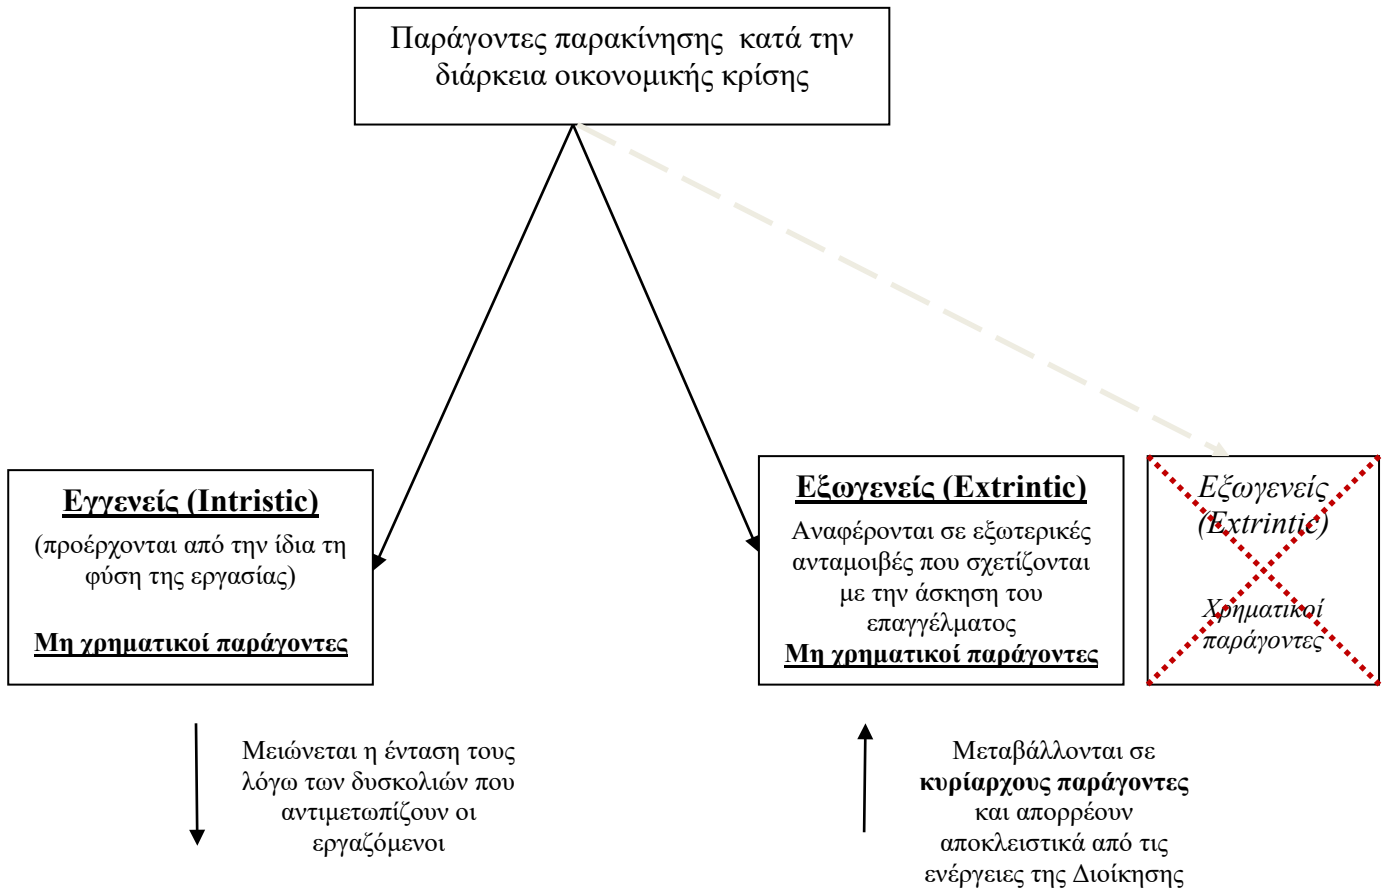 Παράγοντες παρακίνησης κατά την
διάρκεια οικονομικής κρίσης
Εγγενείς (Intristic)
(προέρχονται από την ίδια τη
φύση της εργασίας)
Μη χρηματικοί παράγοντες
Εξωγενείς (Extrintic)
Αναφέρονται σε εξωτερικές
ανταμοιβές που σχετίζονται
με την άσκηση του
επαγγέλματος
Μη χρηματικοί παράγοντες
Εξωγενείς
(Extrintic)
Χρηματικοί
παράγοντες
Μειώνεται η ένταση τους
λόγω των δυσκολιών που
αντιμετωπίζουν οι
εργαζόμενοι
Μεταβάλλονται σε
κυρίαρχους παράγοντες
και απορρέουν
αποκλειστικά από τις
ενέργειες της Διοίκησης